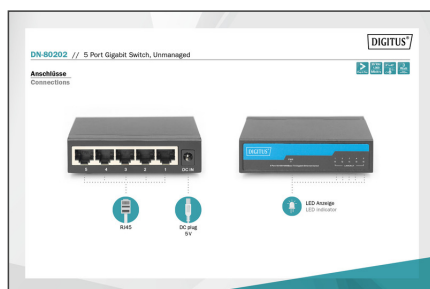 DIGITUS®
DN-80202 // 5 Port Gigabit Switch, Unmanaged
Anschlüsse
Connections
5 4 3 2 1 DC IN
DIGITUS
RJ45
DC plug
5 V
LED Anzeige
LED indicator